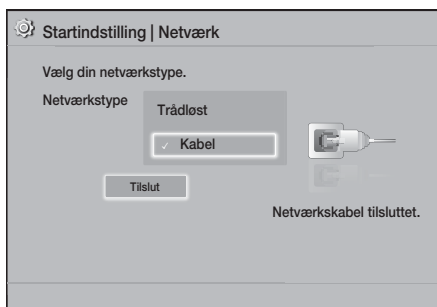 Startindstilling | Netværk
Vælg din netværkstype.
Netværkstype
Trådløst
✓ Kabel
Tilslut
Netværkskabel tilsluttet.